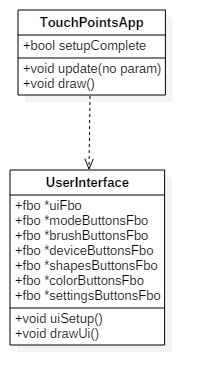 TouchPointsApp
+bool setupComplete
+void update(no param)
+void draw()
UserInterface
+fbo *uiFbo
+fbo *modeButtonsFbo
+fbo *brushButtonsFbo
+fbo *deviceButtonsFbo
+fbo *shapesButtonsFbo
+fbo *colorButtonsFbo
+fbo *settingsButtonsFbo
+void uiSetup()
+void drawUi()